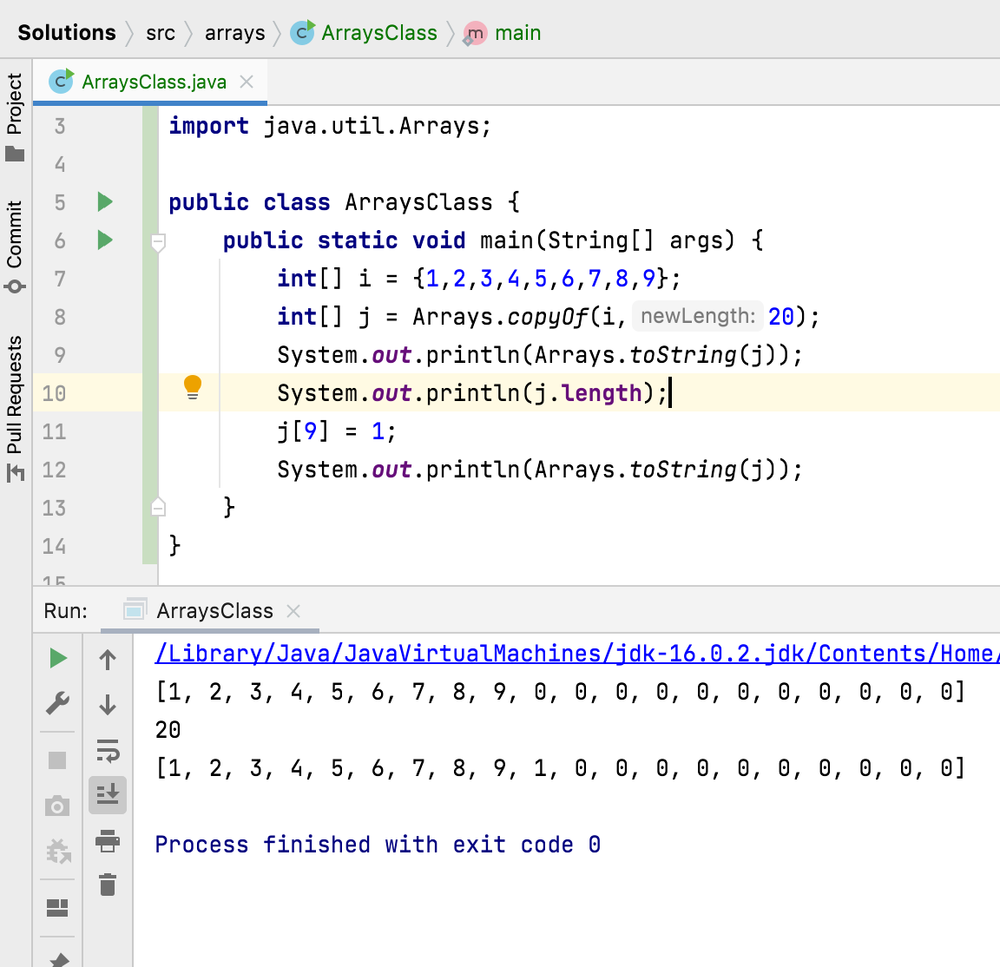 Solutions src arrays C ArraysClass m main
Project
Commit
Pull Requests
C ArraysClass.java
3 import java.util.Arrays;
4
5 public class ArraysClass {
6 public static void main(String[] args) {
7 int[] i = {1,2,3,4,5,6,7,8,9};
8 int[] j = Arrays.copyOf(i, newLength: 20);
9 System.out.println(Arrays.toString(j));
10 System.out.println(j.length);
11 j[9] = 1;
12 System.out.println(Arrays.toString(j));
13 }
14 }
15
Run: ArraysClass
/Library/Java/JavaVirtualMachines/jdk-16.0.2.jdk/Contents/Home/
[1, 2, 3, 4, 5, 6, 7, 8, 9, 0, 0, 0, 0, 0, 0, 0, 0, 0, 0, 0]
20
[1, 2, 3, 4, 5, 6, 7, 8, 9, 1, 0, 0, 0, 0, 0, 0, 0, 0, 0, 0]
Process finished with exit code 0